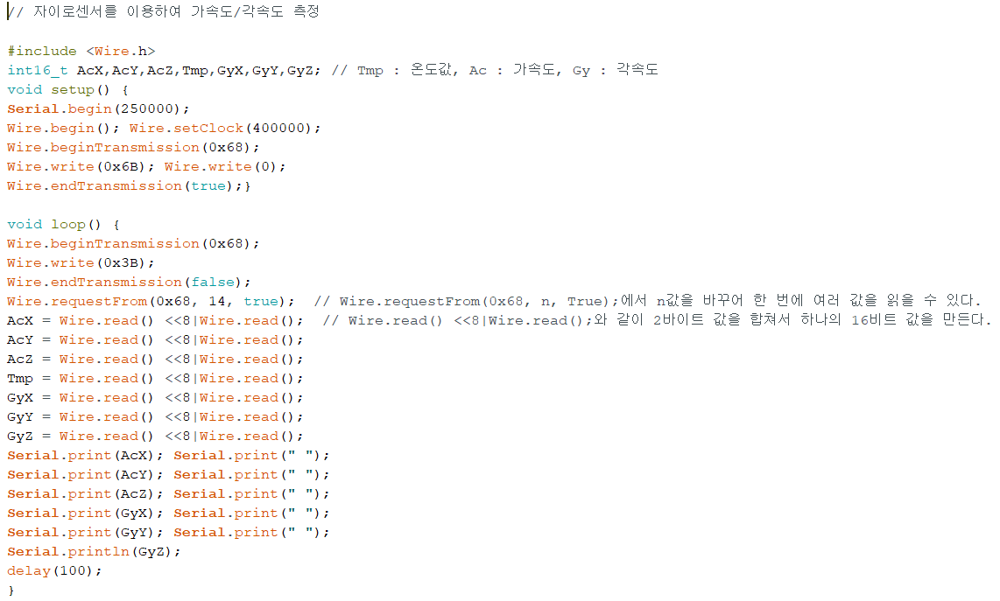 // 자이로센서를 이용하여 가속도/각속도 측정
#include <Wire.h>
int16_t AcX,AcY,AcZ,Tmp,GyX,GyY,GyZ; // Tmp : 온도값, Ac : 가속도, Gy : 각속도
void setup() {
Serial.begin(250000);
Wire.begin(); Wire.setClock(400000);
Wire.beginTransmission(0x68);
Wire.write(0x6B); Wire.write(0);
Wire.endTransmission(true);}
void loop() {
Wire.beginTransmission(0x68);
Wire.write(0x3B);
Wire.endTransmission(false);
Wire.requestFrom(0x68, 14, true);  // Wire.requestFrom(0x68, n, True);에서 n값을 바꾸어 한 번에 여러 값을 읽을 수 있다.
AcX = Wire.read() <<8|Wire.read();  // Wire.read() <<8|Wire.read();와 같이 2바이트 값을 합쳐서 하나의 16비트 값을 만든다.
AcY = Wire.read() <<8|Wire.read();
AcZ = Wire.read() <<8|Wire.read();
Tmp = Wire.read() <<8|Wire.read();
GyX = Wire.read() <<8|Wire.read();
GyY = Wire.read() <<8|Wire.read();
GyZ = Wire.read() <<8|Wire.read();
Serial.print(AcX); Serial.print(" ");
Serial.print(AcY); Serial.print(" ");
Serial.print(AcZ); Serial.print(" ");
Serial.print(GyX); Serial.print(" ");
Serial.print(GyY); Serial.print(" ");
Serial.println(GyZ);
delay(100);
}